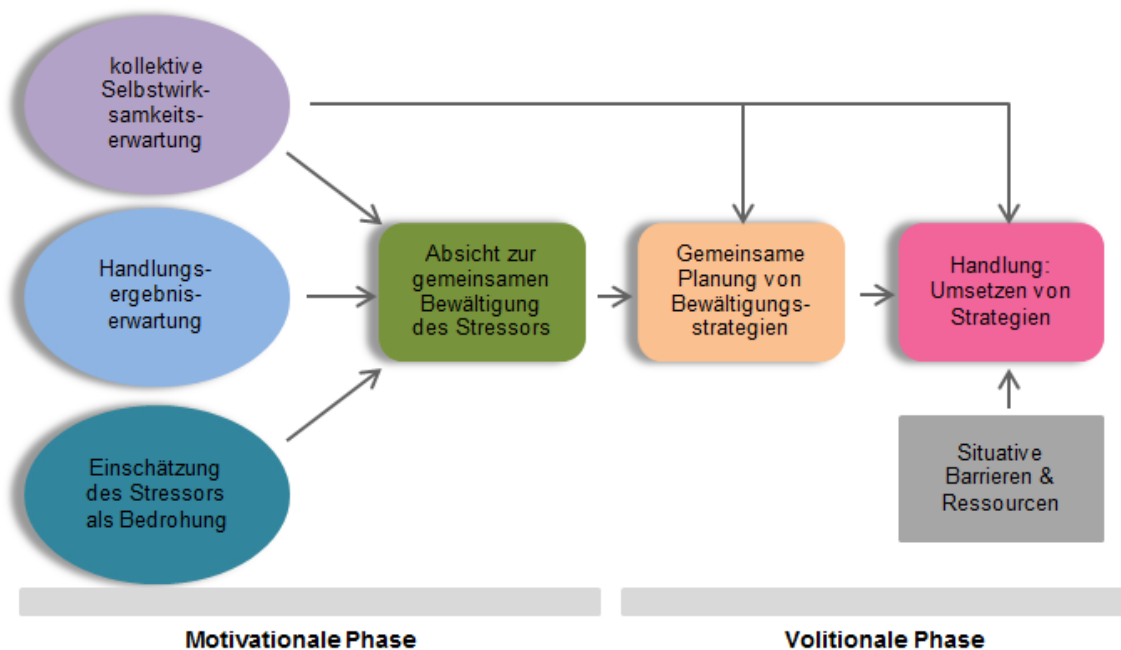 kollektive
Selbstwirk-
samkeits-
erwartung
Handlungs-
ergebnis-
erwartung
Einschätzung
des Stressors
als Bedrohung
Absicht zur
gemeinsamen
Bewältigung
des Stressors
Gemeinsame
Planung von
Bewältigungs-
strategien
Handlung:
Umsetzen von
Strategien
Situative
Barrieren &
Ressourcen
Motivationale Phase
Volitionale Phase